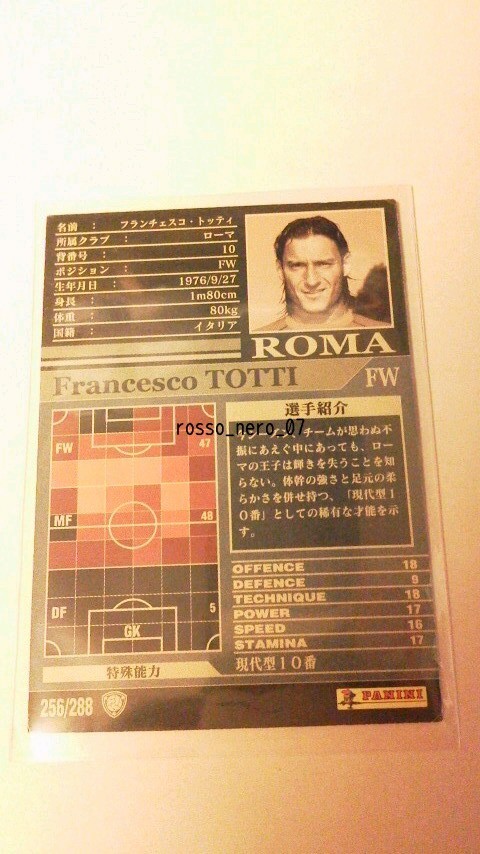 名前 : フランチェスコ・トッティ
所属クラブ : ローマ
背番号 : 10
ポジション : FW
生年月日 : 1976/9/27
身長 : 1m80cm
体重 : 80kg
国籍 : イタリア
ROMA
Francesco TOTTI
FW
FW
47
MF
48
DF
5
GK
選手紹介
rosso_nero_07
チームが思わぬ不
振にあえぐ中にあっても、ロー
マの王子は輝きを失うことを知
らない。体幹の強さと足元の柔
らかさを併せ持つ、「現代型1
0番」としての稀有な才能を示
す。
OFFENCE 18
DEFENCE 9
TECHNIQUE 18
POWER 17
SPEED 16
STAMINA 17
特殊能力
現代型10番
256/288
PANINI